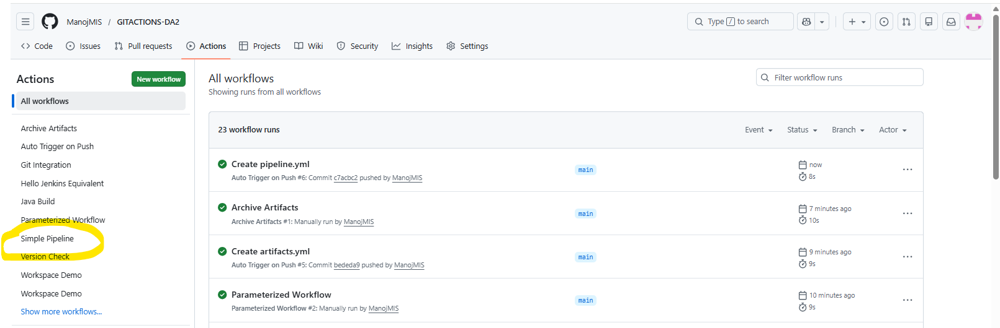 ManojMIS / GITACTIONS-DA2
Type / to search
Code Issues Pull requests Actions Projects Wiki Security Insights Settings
Actions
New workflow
All workflows
Archive Artifacts
Auto Trigger on Push
Git Integration
Hello Jenkins Equivalent
Java Build
Parameterized Workflow
Simple Pipeline
Version Check
Workspace Demo
Workspace Demo
Show more workflows...
All workflows
Showing runs from all workflows
Filter workflow runs
23 workflow runs
Event Status Branch Actor
Create pipeline.yml
Auto Trigger on Push #6: Commit c7acbc2 pushed by ManojMIS
main
now
8s
Archive Artifacts
Archive Artifacts #1: Manually run by ManojMIS
main
7 minutes ago
10s
Create artifacts.yml
Auto Trigger on Push #5: Commit bededa9 pushed by ManojMIS
main
9 minutes ago
9s
Parameterized Workflow
Parameterized Workflow #2: Manually run by ManojMIS
main
10 minutes ago
9s